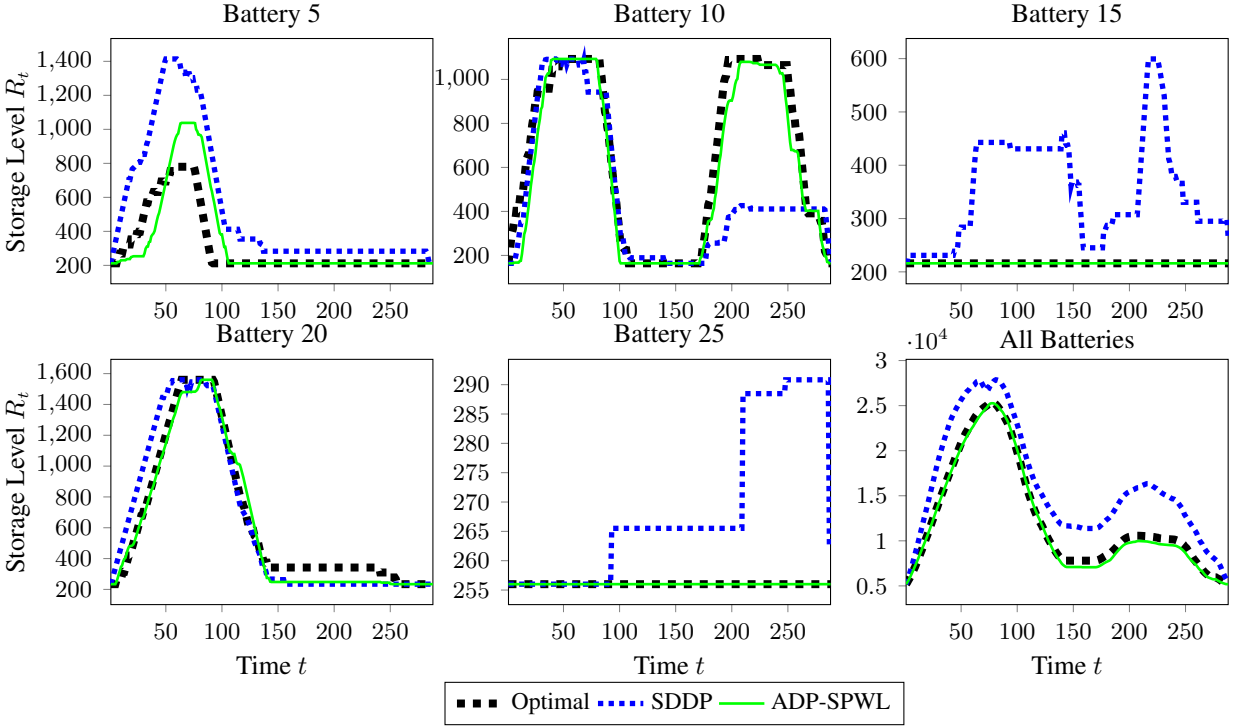 Battery 5
Battery 10
Battery 15
Storage Level R_t
1,400
1,200
1,000
800
600
400
200
50 100 150 200 250
1,000
800
600
400
200
50 100 150 200 250
600
500
400
300
200
50 100 150 200 250
Battery 20
Battery 25
All Batteries
Storage Level R_t
1,600
1,400
1,200
1,000
800
600
400
200
50 100 150 200 250
Time t
290
285
280
275
270
265
260
255
50 100 150 200 250
Time t
·10^4
3
2.5
2
1.5
1
0.5
50 100 150 200 250
Time t
Optimal SDDP ADP-SPWL